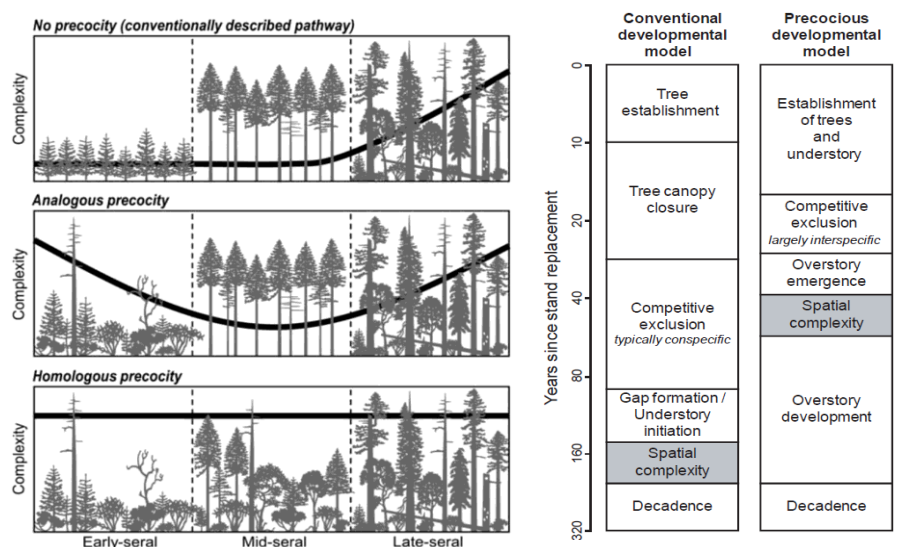 No precocity (conventionally described pathway)
Complexity
Analogous precocity
Complexity
Homologous precocity
Complexity
Early-seral
Mid-seral
Late-seral
Conventional
developmental
model
Precocious
developmental
model
Years since stand replacement
0
10
20
40
80
160
320
Tree
establishment
Tree canopy
closure
Competitive
exclusion
typically conspecific
Gap formation /
Understory
initiation
Spatial
complexity
Decadence
Establishment
of trees
and
understory
Competitive
exclusion
largely interspecific
Overstory
emergence
Spatial
complexity
Overstory
development
Decadence